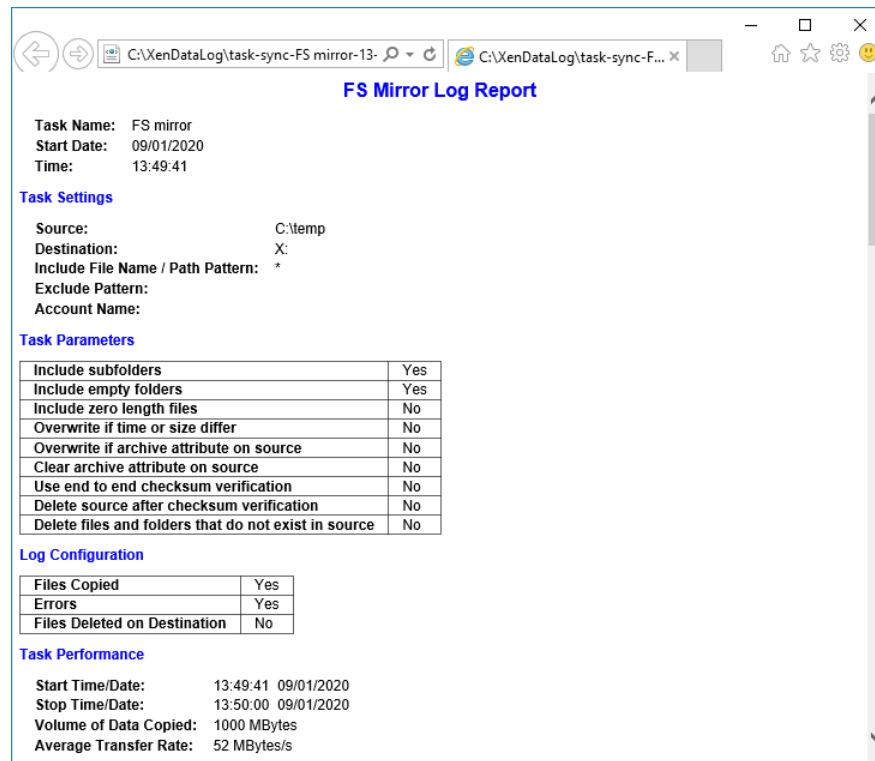 C:\XenDataLog\task-sync-FS mirror-13-
C:\XenDataLog\task-sync-F...
FS Mirror Log Report
Task Name: FS mirror
Start Date: 09/01/2020
Time: 13:49:41
Task Settings
Source: C:\temp
Destination: X:
Include File Name / Path Pattern: *
Exclude Pattern:
Account Name:
Task Parameters
Include subfolders Yes
Include empty folders Yes
Include zero length files No
Overwrite if time or size differ No
Overwrite if archive attribute on source No
Clear archive attribute on source No
Use end to end checksum verification No
Delete source after checksum verification No
Delete files and folders that do not exist in source No
Log Configuration
Files Copied Yes
Errors Yes
Files Deleted on Destination No
Task Performance
Start Time/Date: 13:49:41 09/01/2020
Stop Time/Date: 13:50:00 09/01/2020
Volume of Data Copied: 1000 MBytes
Average Transfer Rate: 52 MBytes/s